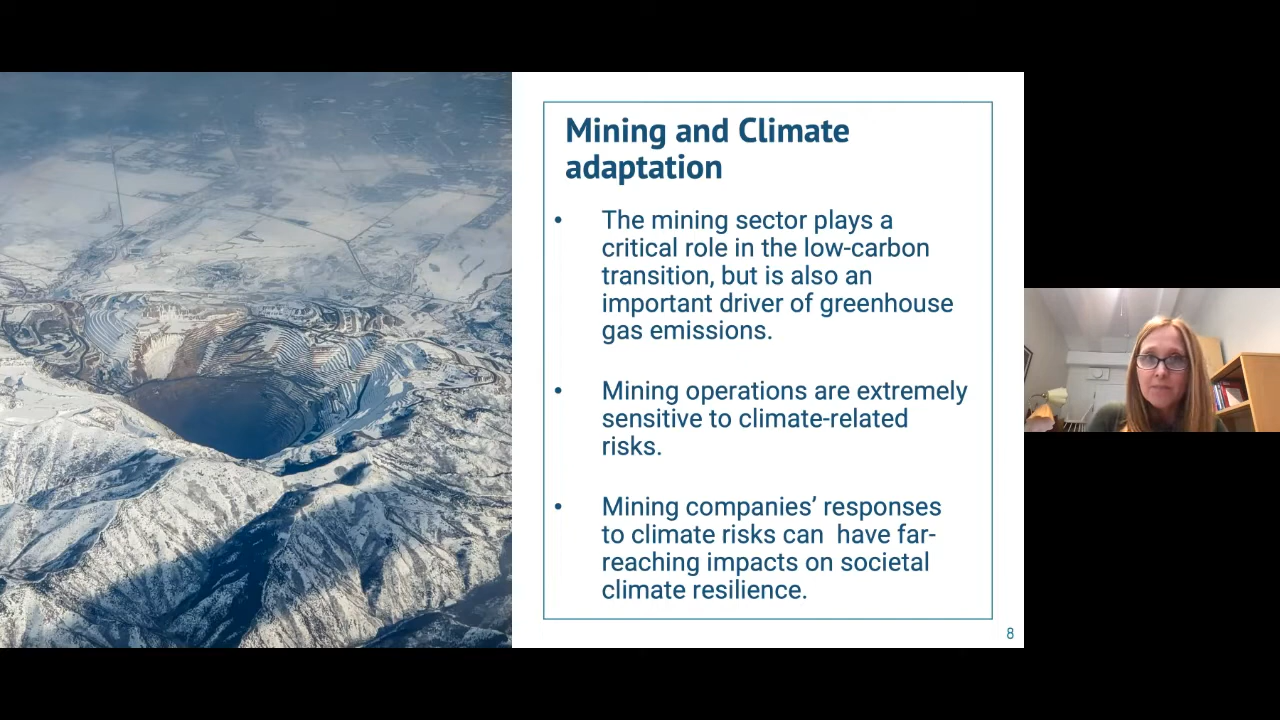 Mining and Climate
adaptation
• The mining sector plays a
critical role in the low-carbon
transition, but is also an
important driver of greenhouse
gas emissions.
• Mining operations are extremely
sensitive to climate-related
risks.
• Mining companies’ responses
to climate risks can  have far-
reaching impacts on societal
climate resilience.
8